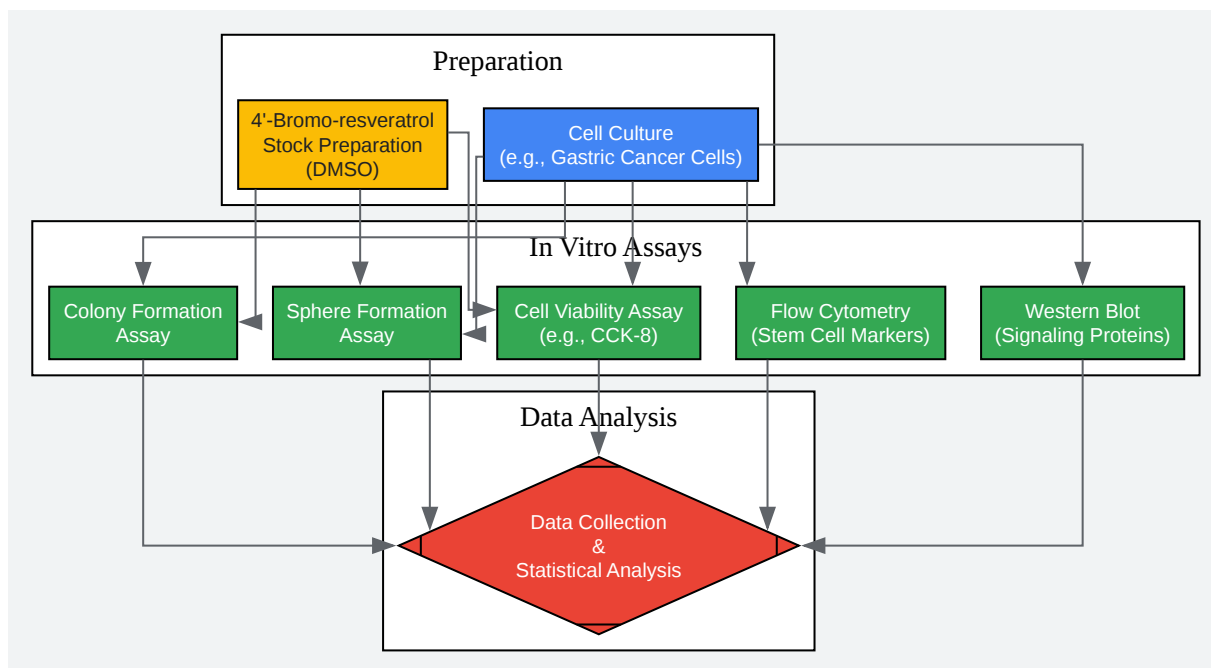 Preparation
4'-Bromo-resveratrol
Stock Preparation
(DMSO)
Cell Culture
(e.g., Gastric Cancer Cells)
In Vitro Assays
Colony Formation
Assay
Sphere Formation
Assay
Cell Viability Assay
(e.g., CCK-8)
Flow Cytometry
(Stem Cell Markers)
Western Blot
(Signaling Proteins)
Data Analysis
Data Collection
&
Statistical Analysis